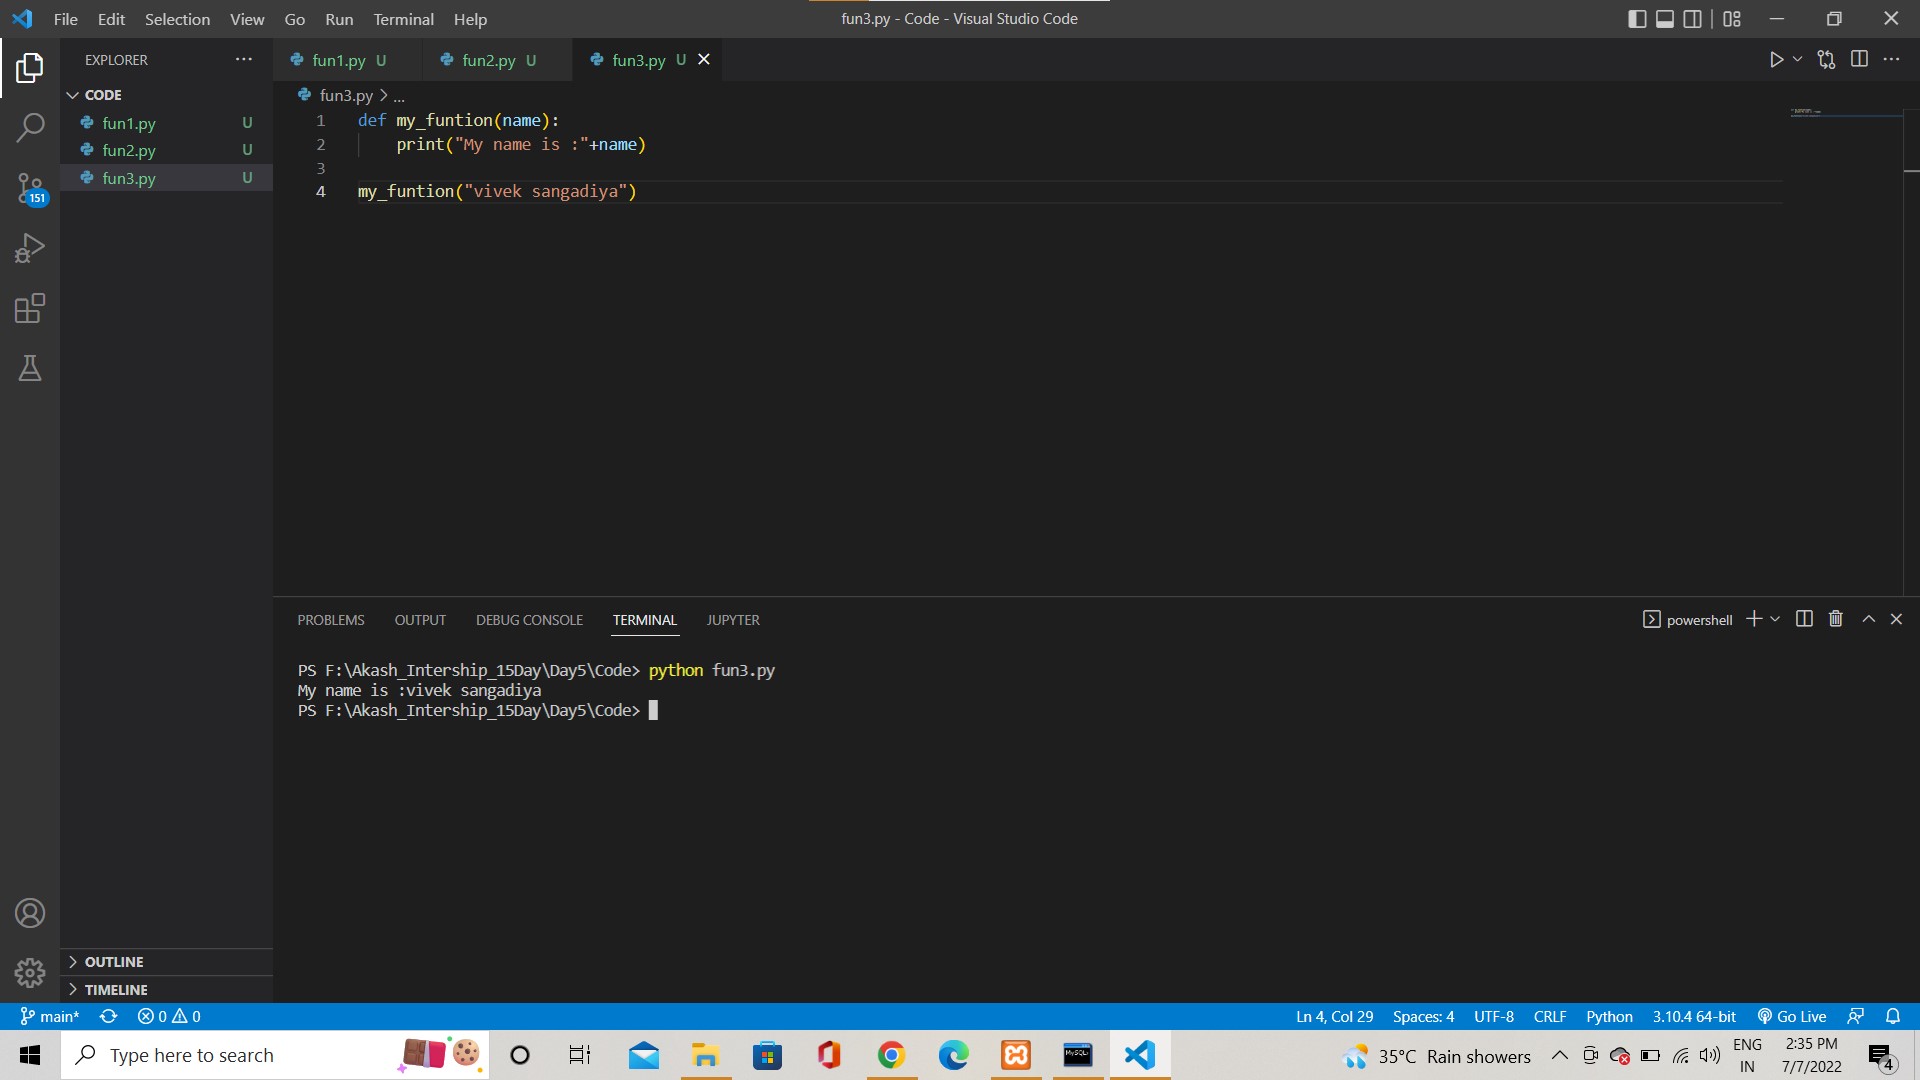 File Edit Selection View Go Run Terminal Help
fun3.py - Code - Visual Studio Code
EXPLORER
fun1.py U
fun2.py U
fun3.py U
CODE
fun1.py U
fun2.py U
fun3.py U
151
fun3.py > ...
1 def my_funtion(name):
2 print("My name is :"+name)
3
4 my_funtion("vivek sangadiya")
PROBLEMS OUTPUT DEBUG CONSOLE TERMINAL JUPYTER
powershell
PS F:\Akash_Intership_15Day\Day5\Code> python fun3.py
My name is :vivek sangadiya
PS F:\Akash_Intership_15Day\Day5\Code>
OUTLINE
TIMELINE
main* 0 0
Ln 4, Col 29 Spaces: 4 UTF-8 CRLF Python 3.10.4 64-bit Go Live
Type here to search
MySQL
35°C Rain showers
ENG
IN
2:35 PM
7/7/2022
4